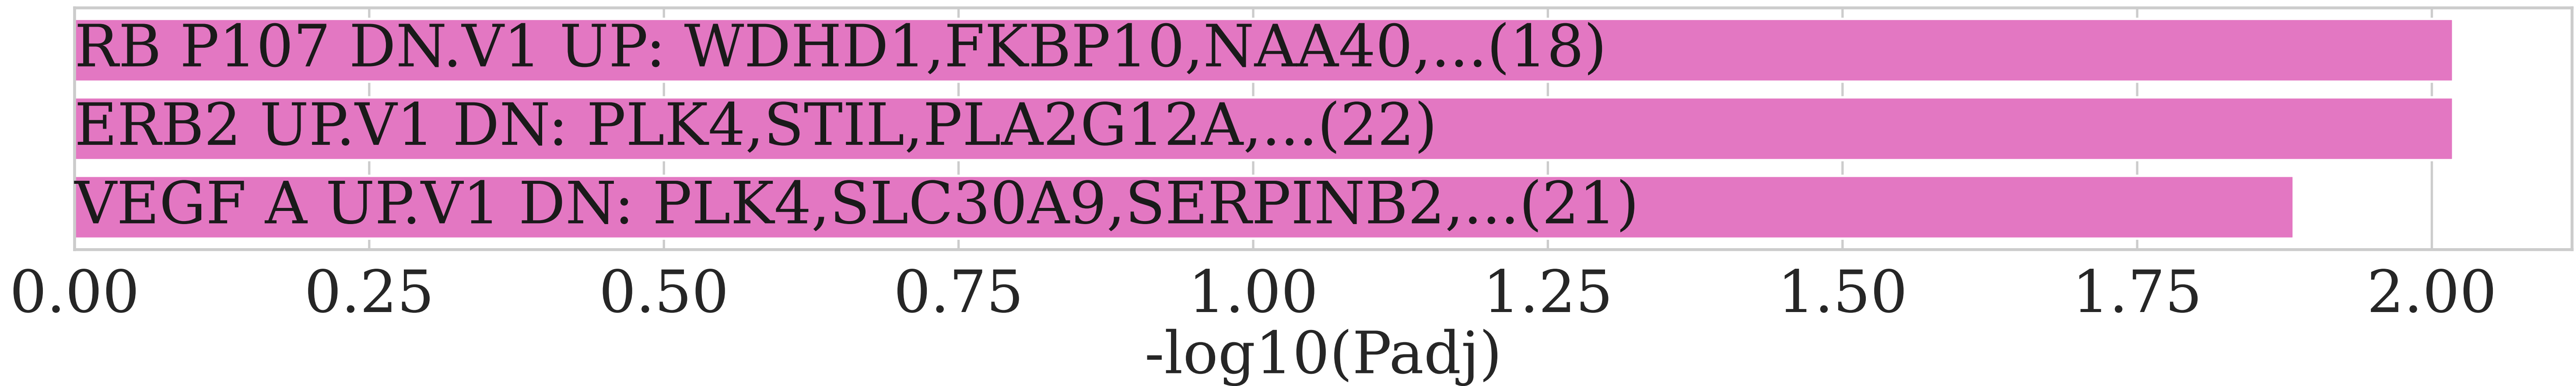 RB P107 DN.V1 UP: WDHD1,FKBP10,NAA40,...(18)
ERB2 UP.V1 DN: PLK4,STIL,PLA2G12A,...(22)
VEGF A UP.V1 DN: PLK4,SLC30A9,SERPINB2,...(21)
0.00 0.25 0.50 0.75 1.00 1.25 1.50 1.75 2.00
-log10(Padj)